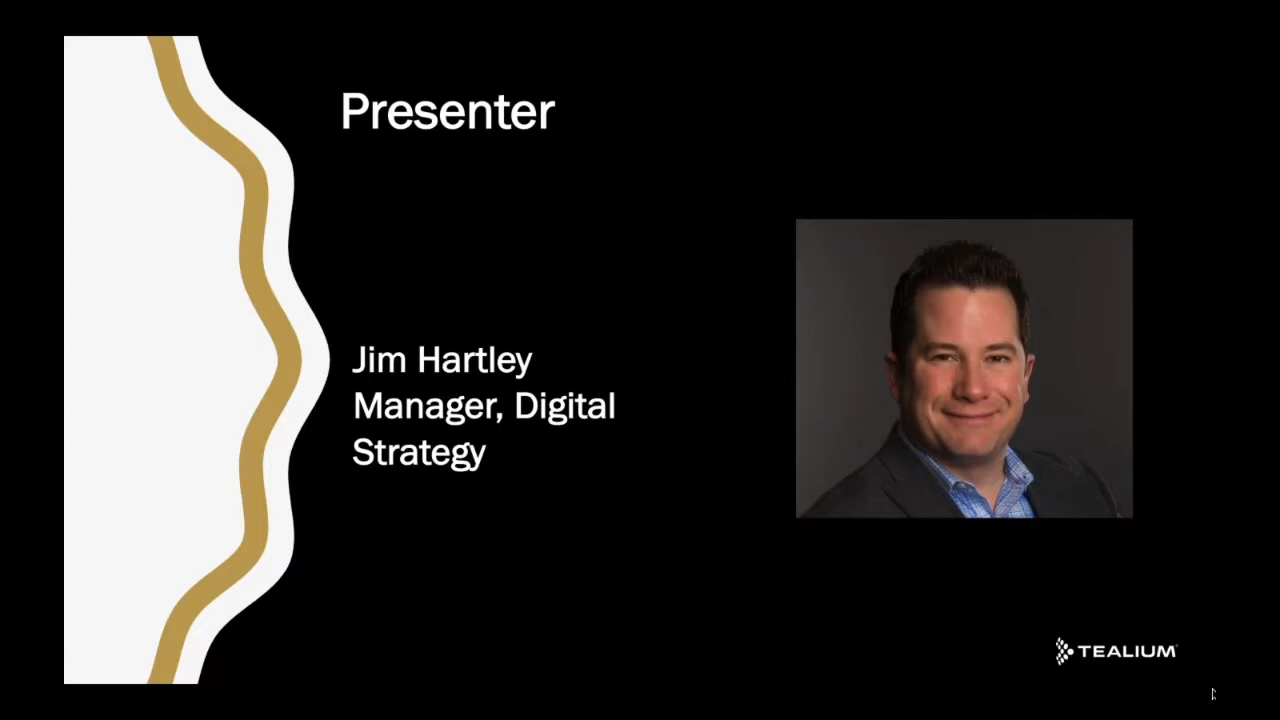 Presenter
Jim Hartley
Manager, Digital
Strategy
TEALIUM